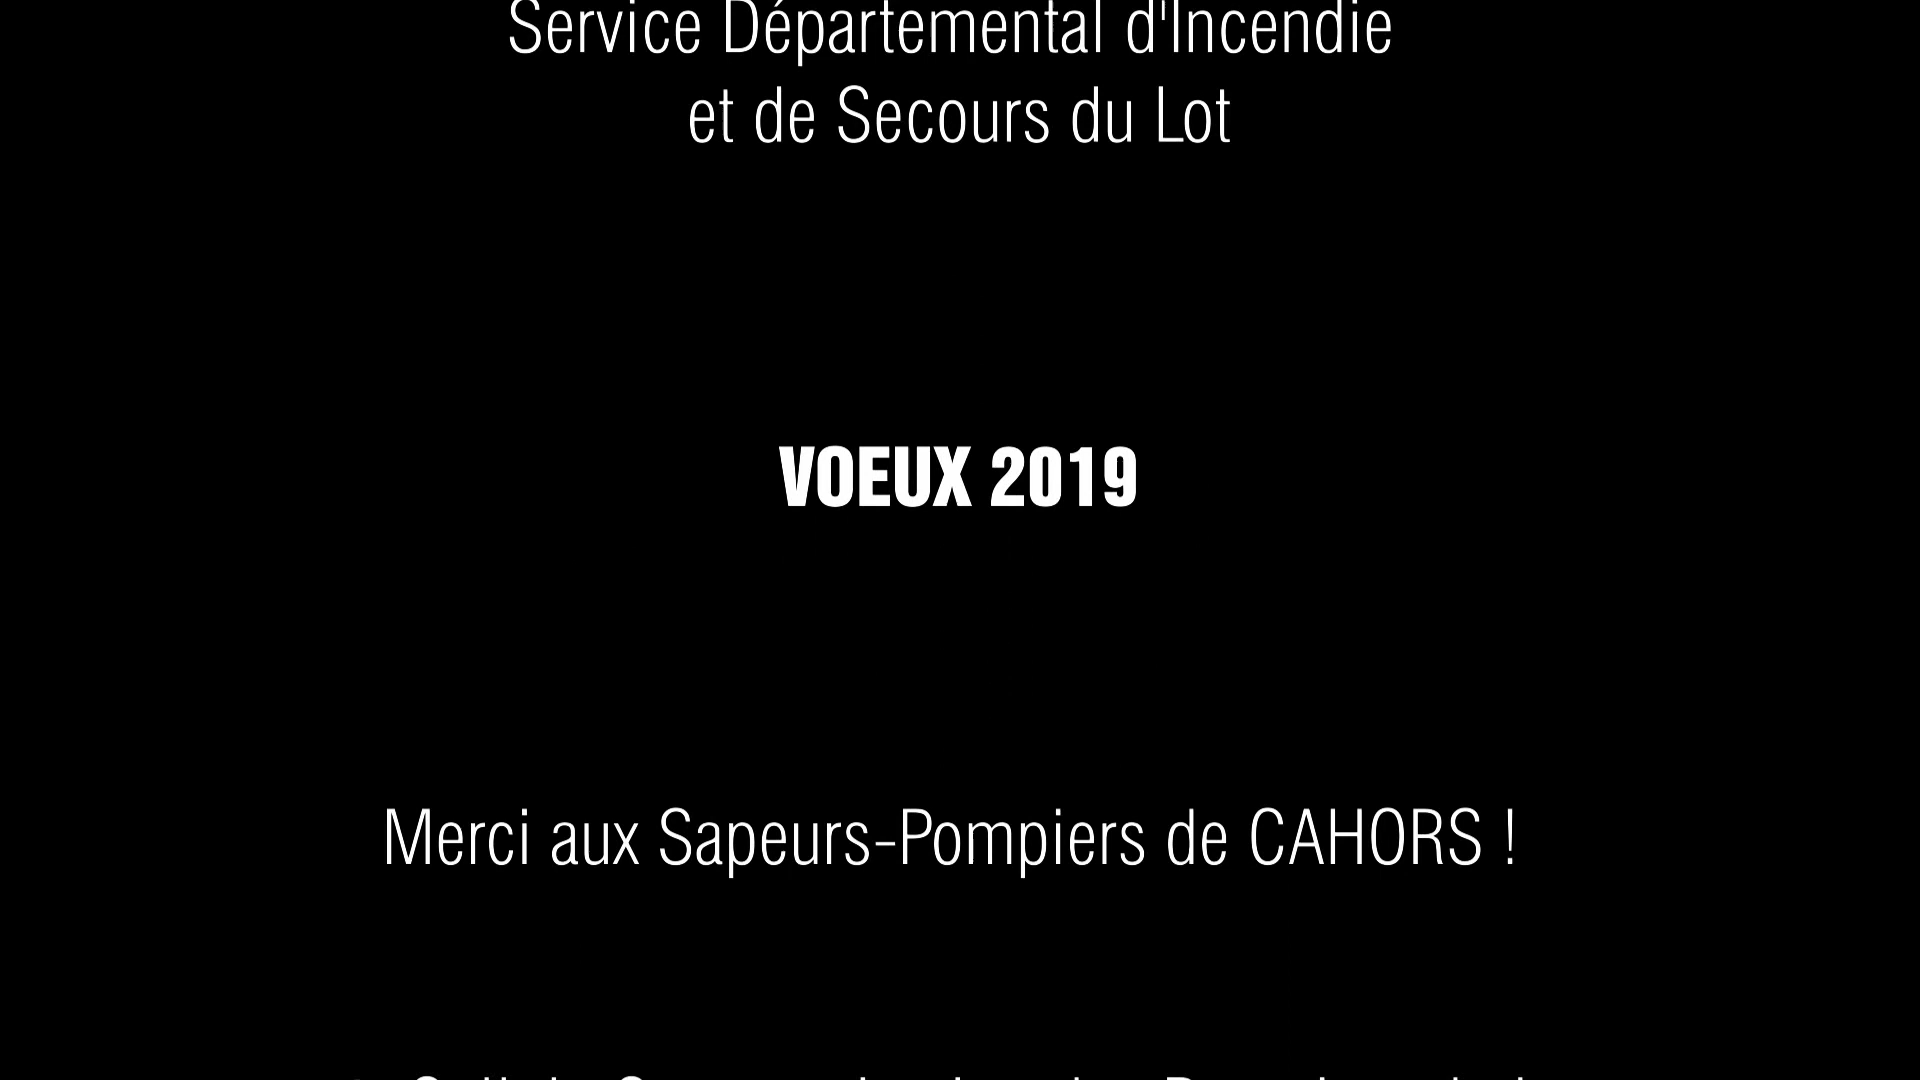 Service Départemental d'Incendie
et de Secours du Lot
VOEUX 2019
Merci aux Sapeurs-Pompiers de CAHORS !